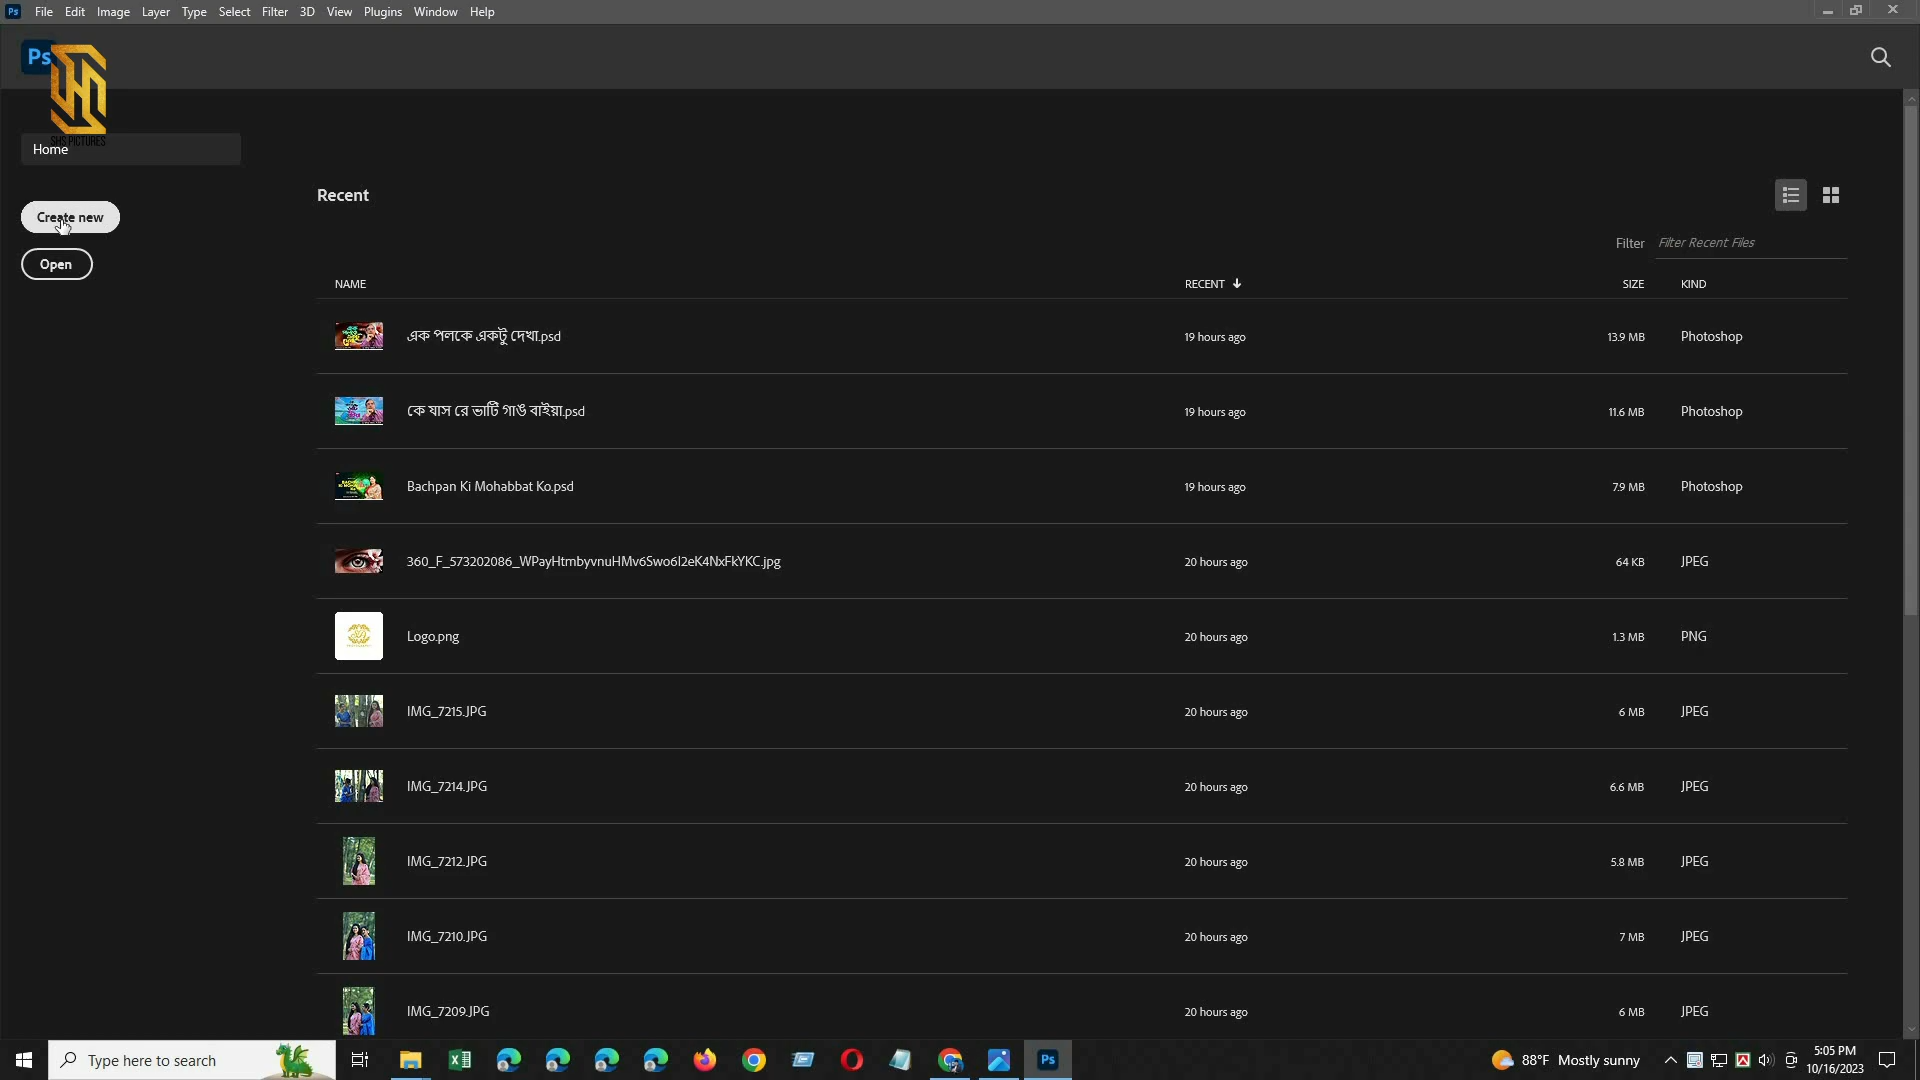 Ps File Edit Image Layer Type Select Filter 3D View Plugins Window Help
Ps
SHS PICTURES
Home
Create new
Open
Recent
Filter Filter Recent Files
NAME RECENT SIZE KIND
এক পলকে একটু দেখা.psd 19 hours ago 13.9 MB Photoshop
কে যাস রে ভাটি গাঙ বাইয়া.psd 19 hours ago 11.6 MB Photoshop
Bachpan Ki Mohabbat Ko.psd 19 hours ago 7.9 MB Photoshop
360_F_573202086_WPayHtmbyvnuHMv6Swo6l2eK4NxFkYKC.jpg 20 hours ago 64 KB JPEG
Logo.png 20 hours ago 1.3 MB PNG
IMG_7215.JPG 20 hours ago 6 MB JPEG
IMG_7214.JPG 20 hours ago 6.6 MB JPEG
IMG_7212.JPG 20 hours ago 5.8 MB JPEG
IMG_7210.JPG 20 hours ago 7 MB JPEG
IMG_7209.JPG 20 hours ago 6 MB JPEG
Type here to search Ps 88°F Mostly sunny 5:05 PM
10/16/2023